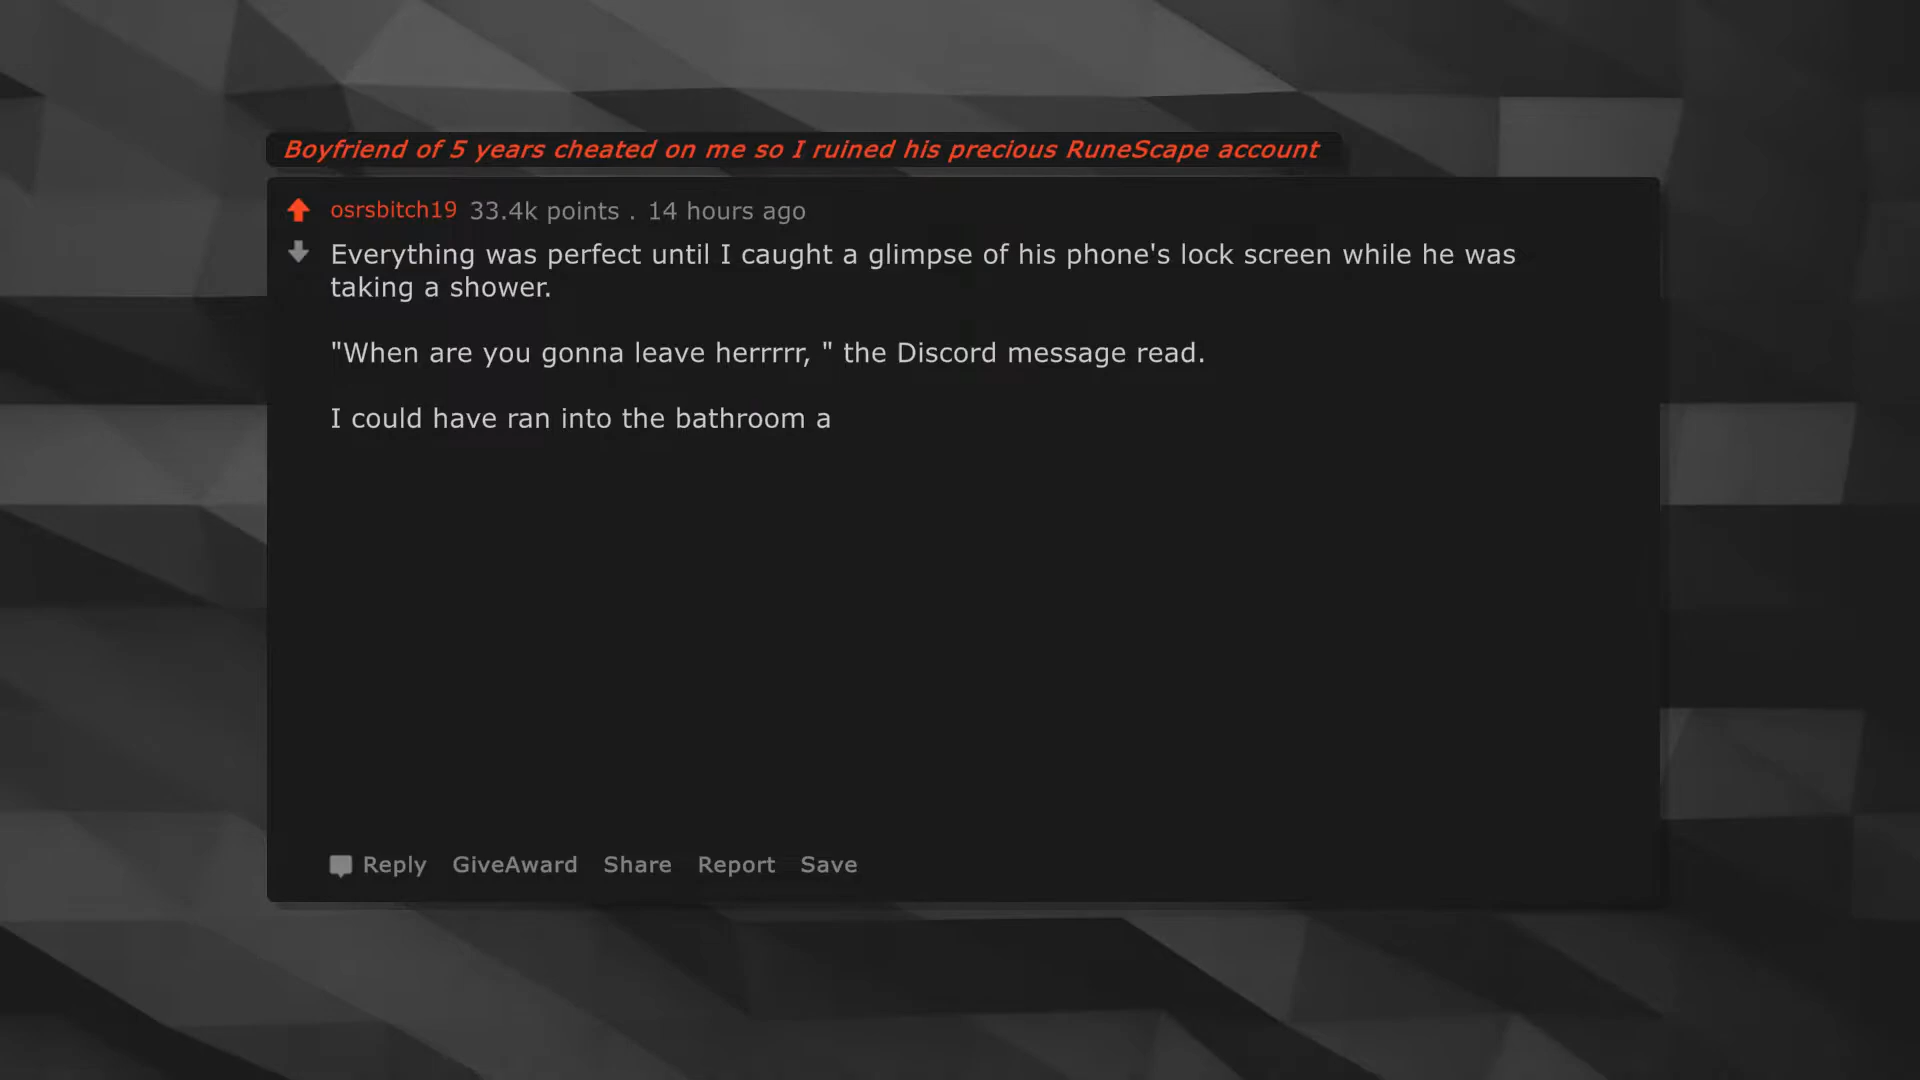 Boyfriend of 5 years cheated on me so I ruined his precious RuneScape account
osrsbitch19 33.4k points . 14 hours ago
Everything was perfect until I caught a glimpse of his phone's lock screen while he was
taking a shower.
"When are you gonna leave herrrrr, " the Discord message read.
I could have ran into the bathroom a
Reply GiveAward Share Report Save